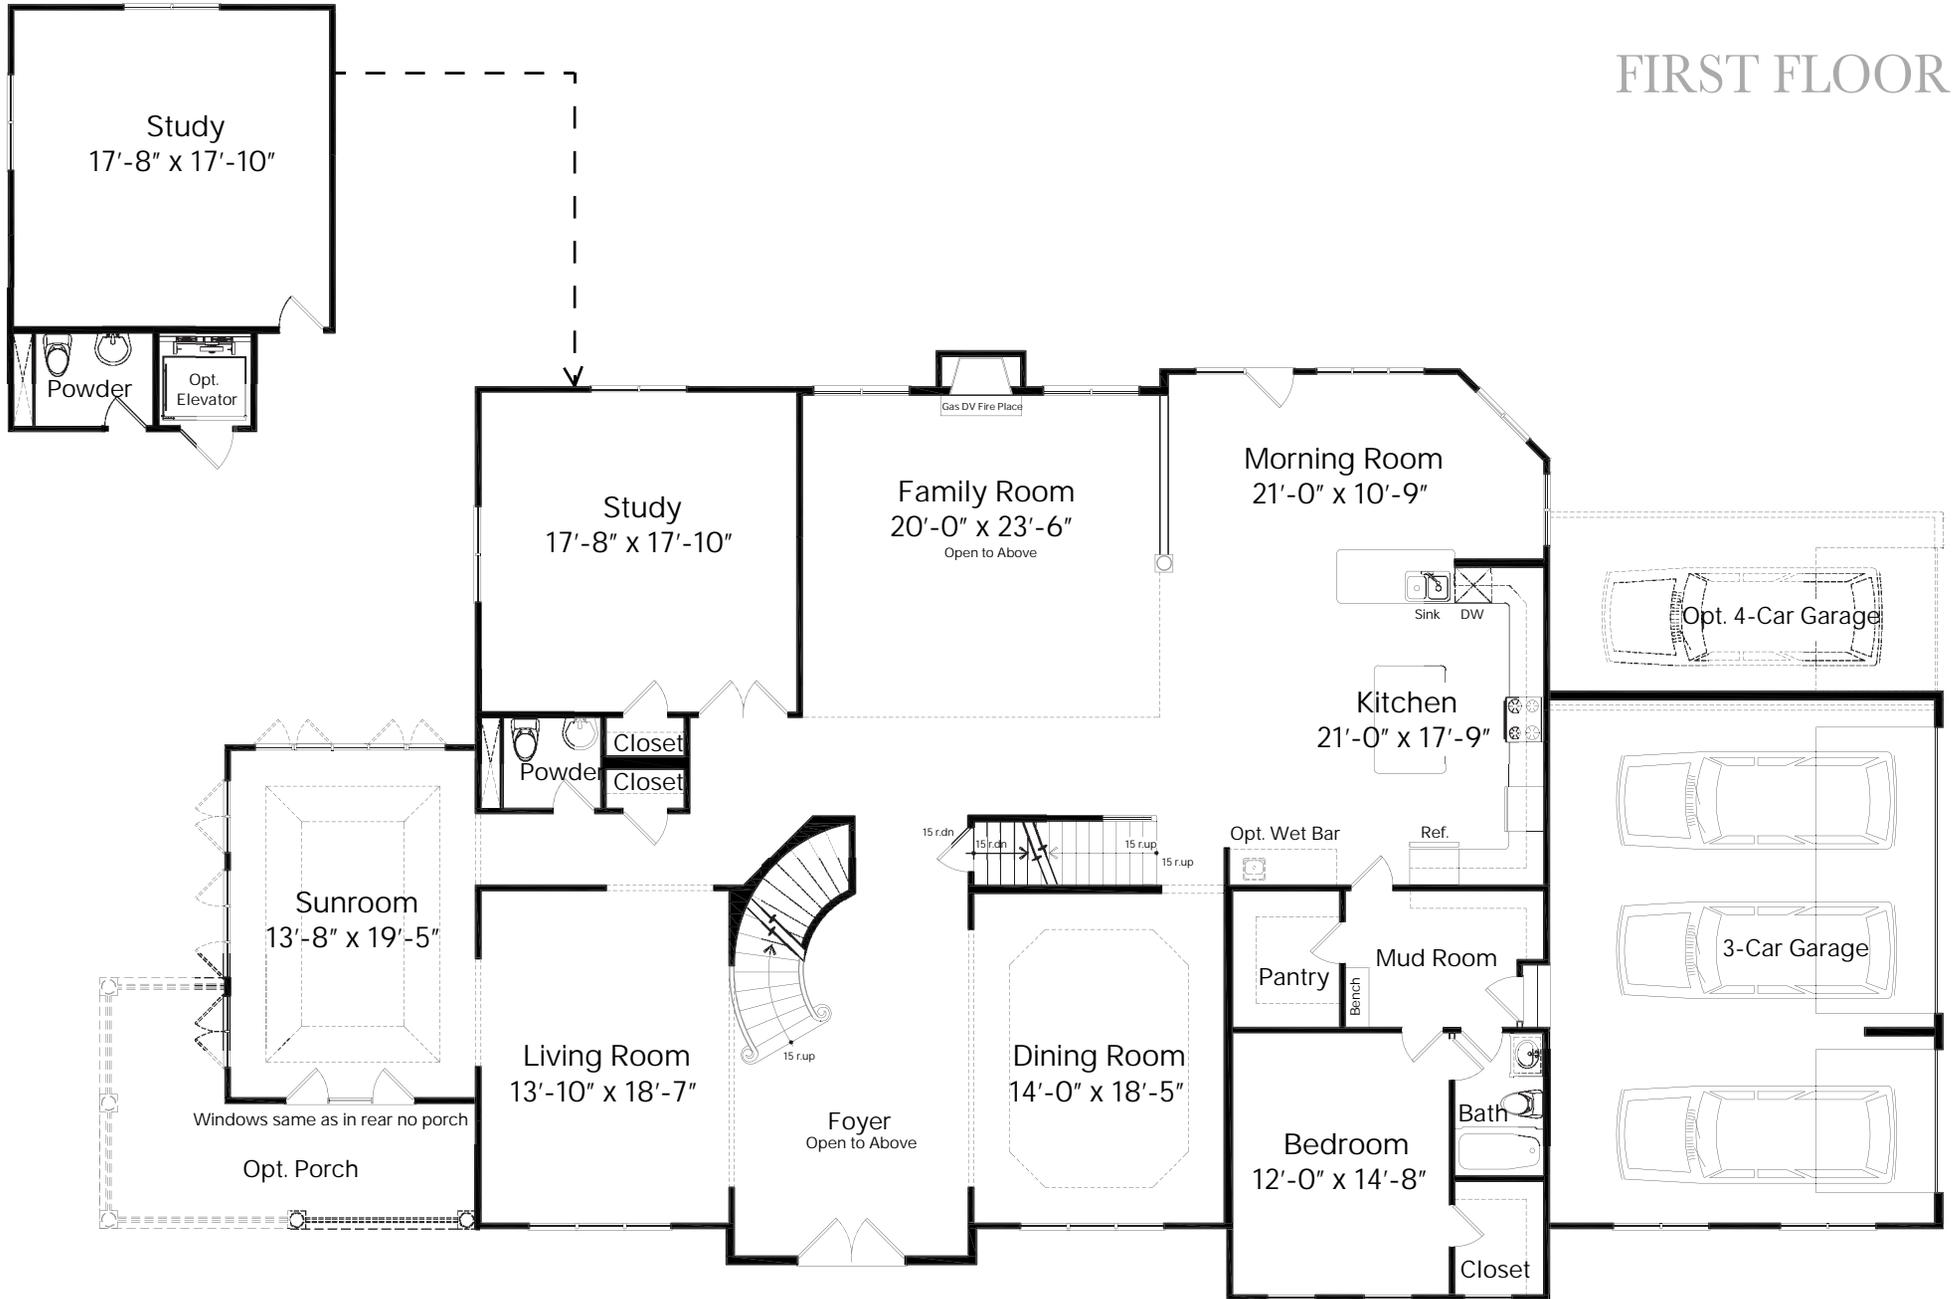 FIRST FLOOR
Study
17'-8" x 17'-10"
Powder
Opt.
Elevator
Gas DV Fire Place
Study
17'-8" x 17'-10"
Family Room
20'-0" x 23'-6"
Open to Above
Morning Room
21'-0" x 10'-9"
Sink
DW
Opt. 4-Car Garage
Kitchen
21'-0" x 17'-9"
Closet
Powder
Closet
15 r.dn
15 r.dn
15 r.up
15 r.up
Opt. Wet Bar
Ref.
Sunroom
13'-8" x 19'-5"
Pantry
Bench
Mud Room
3-Car Garage
Living Room
13'-10" x 18'-7"
15 r.up
Dining Room
14'-0" x 18'-5"
Windows same as in rear no porch
Opt. Porch
Foyer
Open to Above
Bath
Bedroom
12'-0" x 14'-8"
Closet